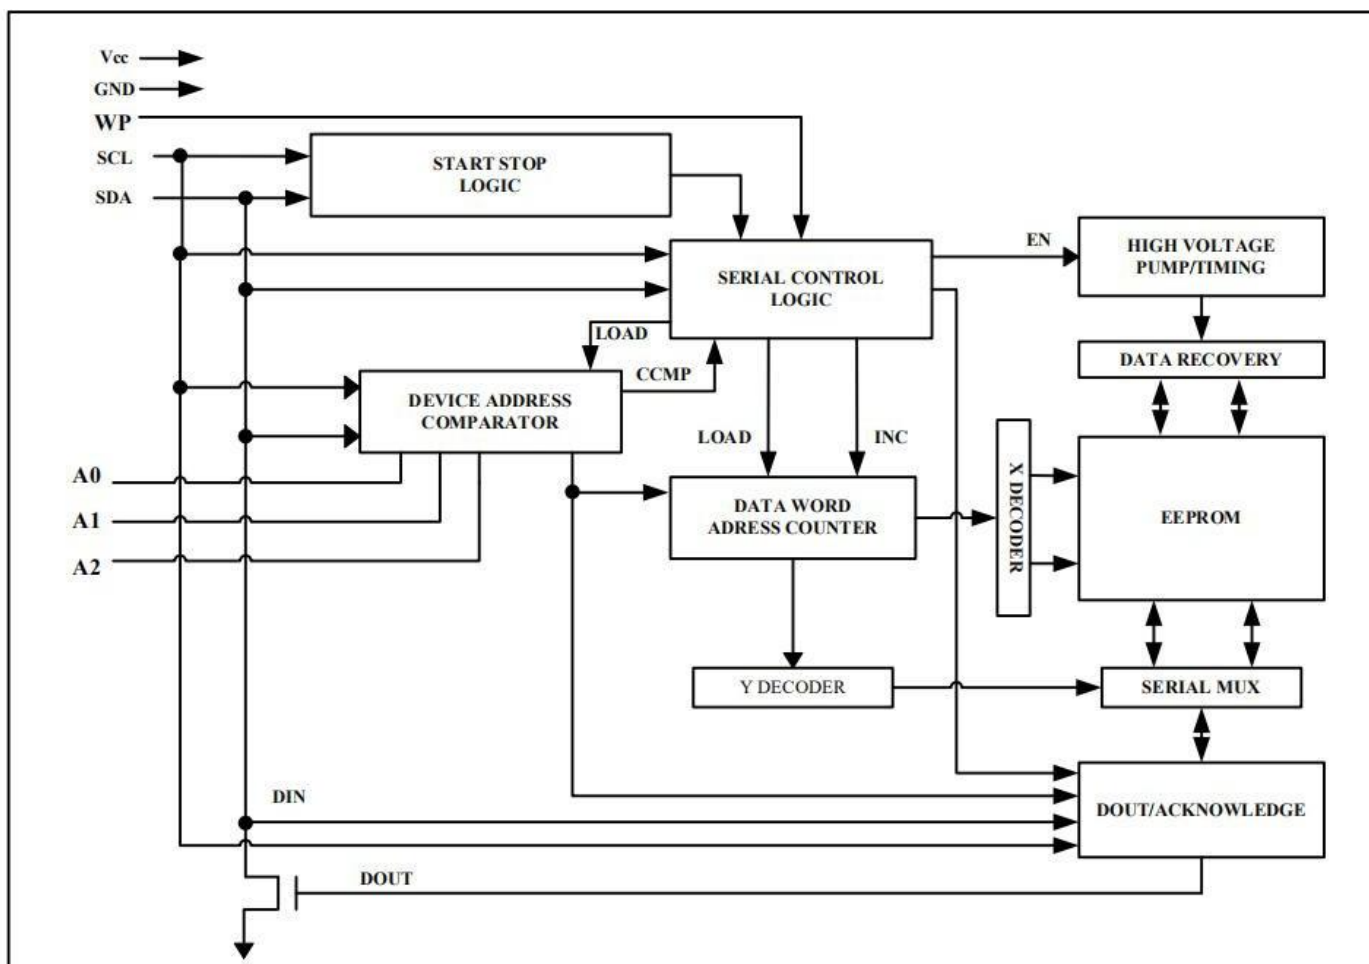 Vcc
GND
WP
SCL
SDA
START STOP
LOGIC
SERIAL CONTROL
LOGIC
EN
HIGH VOLTAGE
PUMP/TIMING
LOAD
CCMP
DATA RECOVERY
DEVICE ADDRESS
COMPARATOR
LOAD
INC
A0
A1
A2
DATA WORD
ADRESS COUNTER
X DECODER
EEPROM
Y DECODER
SERIAL MUX
DIN
DOUT/ACKNOWLEDGE
DOUT